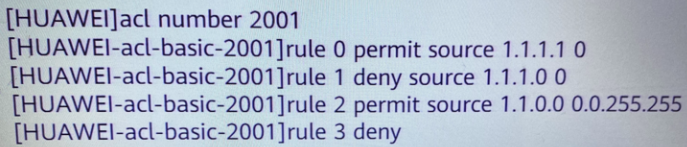 [HUAWEI]acl number 2001
[HUAWEI-acl-basic-2001]rule 0 permit source 1.1.1.1 0
[HUAWEI-acl-basic-2001]rule 1 deny source 1.1.1.0 0
[HUAWEI-acl-basic-2001]rule 2 permit source 1.1.0.0 0.0.255.255
[HUAWEI-acl-basic-2001]rule 3 deny